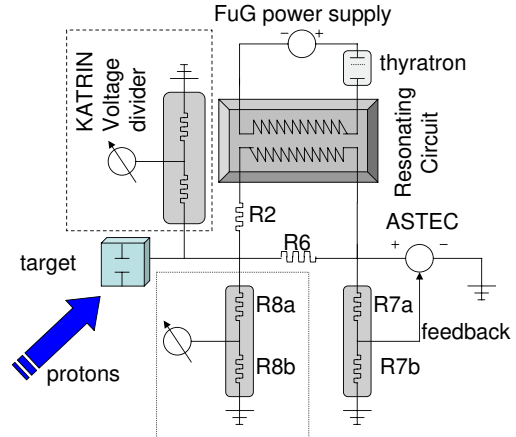 FuG power supply
− +
thyratron
KATRIN
Voltage
divider
Resonating
Circuit
R2
ASTEC
R6
+ −
target
R8a
R7a
feedback
R8b
R7b
protons